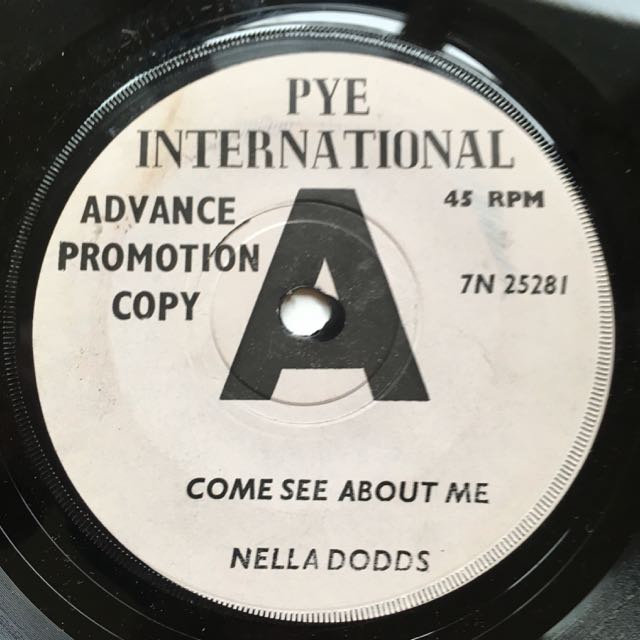 PYE
INTERNATIONAL
ADVANCE
PROMOTION
COPY
A
45 RPM
7N 25281
COME SEE ABOUT ME
NELLA DODDS